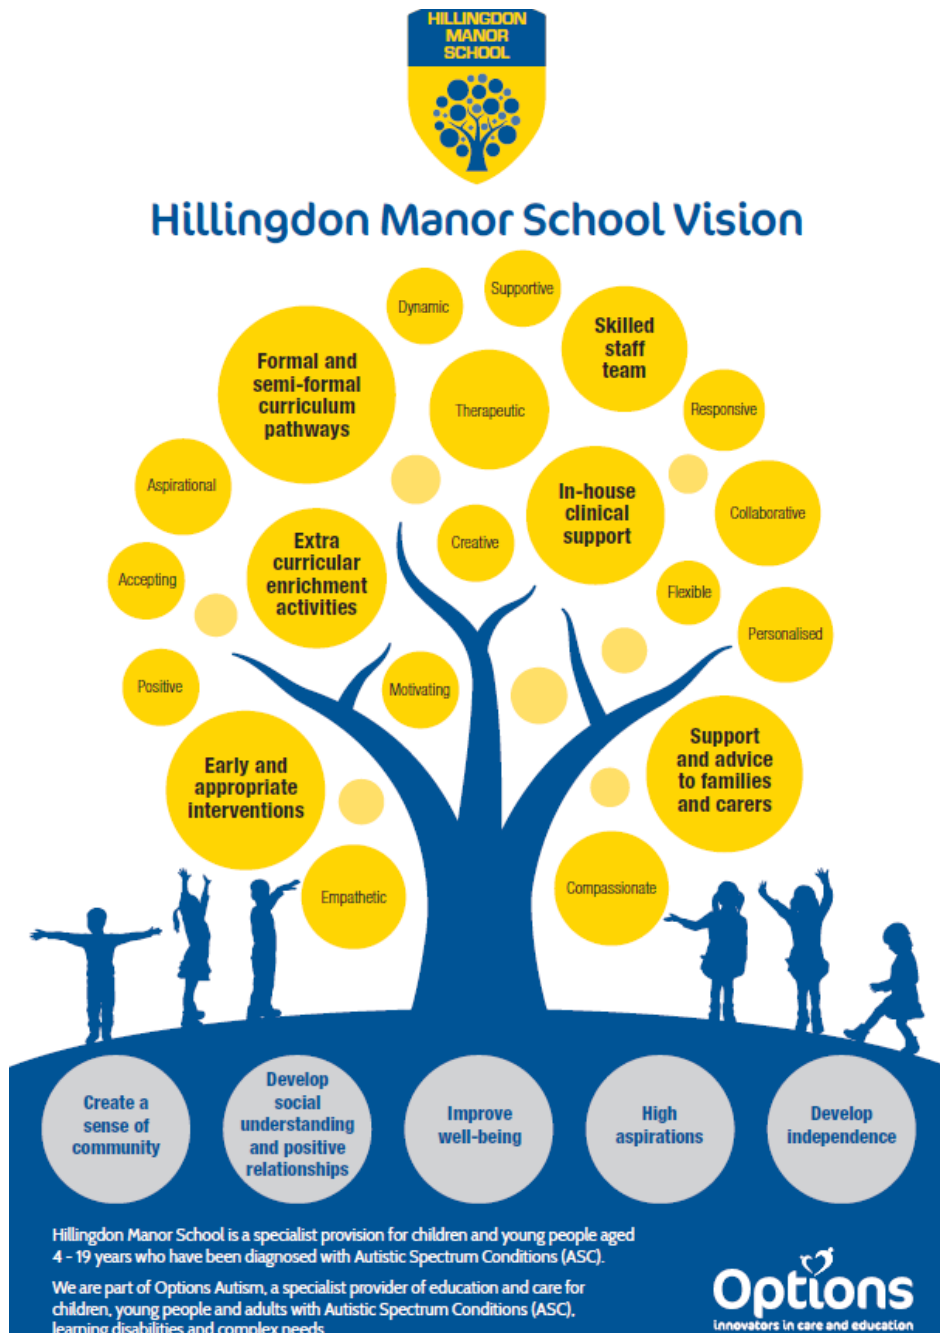 HILLINGDON
MANOR
SCHOOL
Hillingdon Manor School Vision
Supportive
Dynamic
Skilled
staff
team
Formal and
semi-formal
curriculum
pathways
Therapeutic
Responsive
Aspirational
In-house
clinical
support
Collaborative
Creative
Extra
curricular
enrichment
activities
Accepting
Flexible
Personalised
Positive
Motivating
Support
and advice
to families
and carers
Early and
appropriate
interventions
Empathetic
Compassionate
Create a
sense of
community
Develop
social
understanding
and positive
relationships
Improve
well-being
High
aspirations
Develop
independence
Hillingdon Manor School is a specialist provision for children and young people aged
4 - 19 years who have been diagnosed with Autistic Spectrum Conditions (ASC).
We are part of Options Autism, a specialist provider of education and care for
children, young people and adults with Autistic Spectrum Conditions (ASC),
learning disabilities and complex needs
Options
innovators in care and education